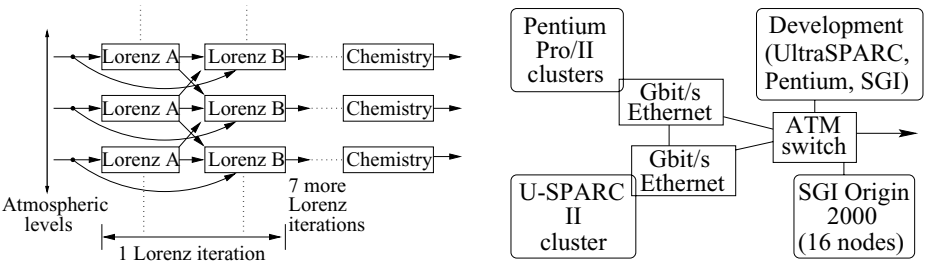 Lorenz A
Lorenz B
Chemistry
Lorenz A
Lorenz B
Chemistry
Lorenz A
Lorenz B
Chemistry
Atmospheric
levels
7 more
Lorenz
iterations
1 Lorenz iteration
Pentium
Pro/II
clusters
Gbit/s
Ethernet
Gbit/s
Ethernet
U-SPARC
II
cluster
Development
(UltraSPARC,
Pentium, SGI)
ATM
switch
SGI Origin
2000
(16 nodes)